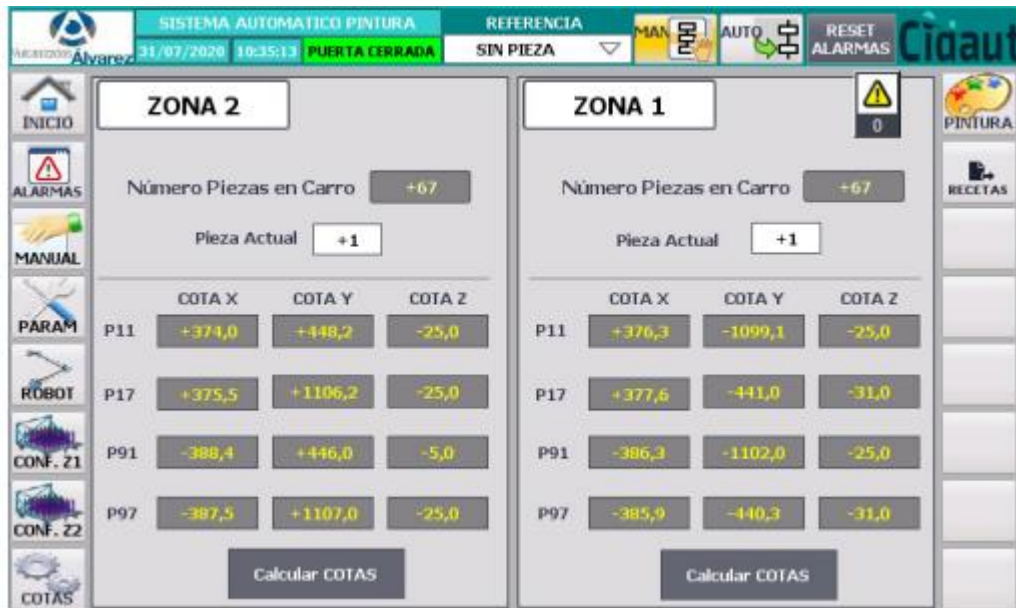 SISTEMA AUTOMATICO PINTURA
REFERENCIA
MAN
AUTO
RESET ALARMAS
Cidaut
Álvarez
31/07/2020 10:35:13 PUERTA CERRADA
SIN PIEZA
INICIO
ALARMAS
MANUAL
PARAM
ROBOT
CONF. Z1
CONF. Z2
COTAS
ZONA 2
Número Piezas en Carro +67
Pieza Actual +1
COTA X COTA Y COTA Z
P11 +374,0 +448,2 -25,0
P17 +375,5 +1106,2 -25,0
P91 -388,4 +446,0 -5,0
P97 -387,5 +1107,0 -25,0
Calcular COTAS
ZONA 1
0
Número Piezas en Carro +67
Pieza Actual +1
COTA X COTA Y COTA Z
P11 +376,3 -1099,1 -25,0
P17 +377,6 -441,0 -31,0
P91 -386,3 -1102,0 -25,0
P97 -385,9 -440,3 -31,0
Calcular COTAS
PINTURA
RECETAS